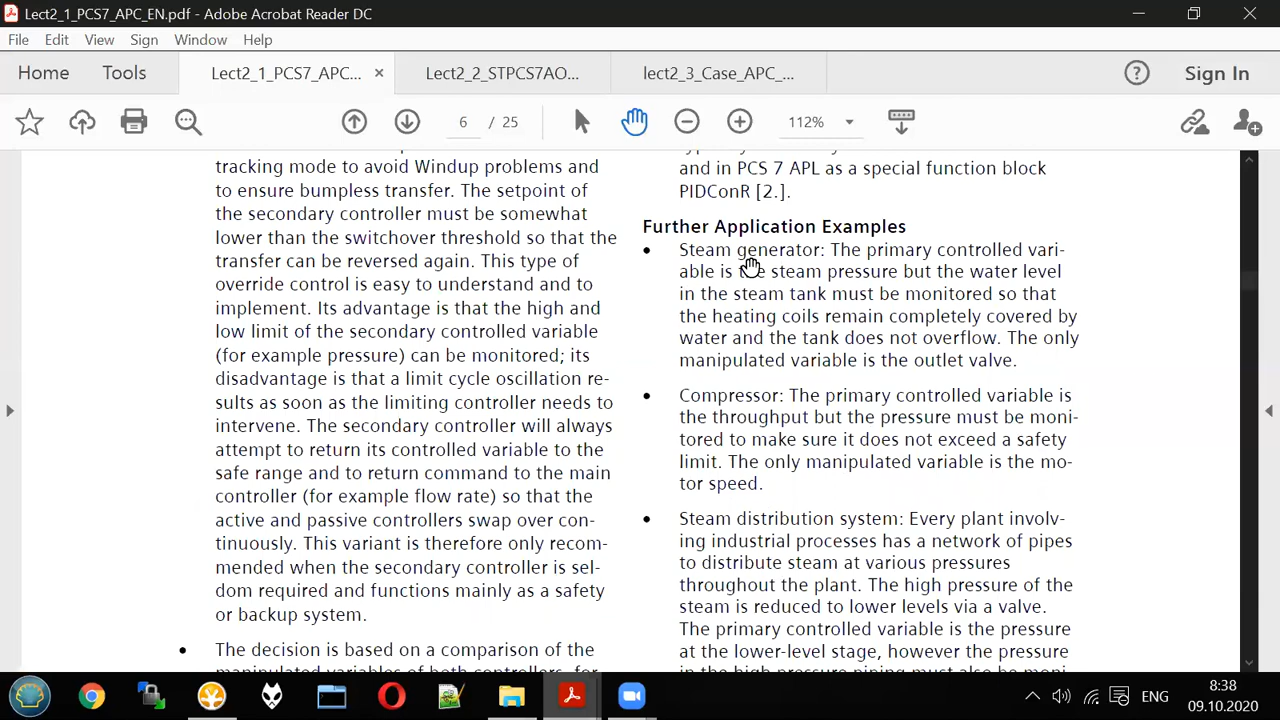 Lect2_1_PCS7_APC_EN.pdf - Adobe Acrobat Reader DC
File Edit View Sign Window Help
Home Tools Lect2_1_PCS7_APC... × Lect2_2_STPCS7AO... lect2_3_Case_APC_... Sign In
6 / 25 112%
tracking mode to avoid Windup problems and
to ensure bumpless transfer. The setpoint of
the secondary controller must be somewhat
lower than the switchover threshold so that the
transfer can be reversed again. This type of
override control is easy to understand and to
implement. Its advantage is that the high and
low limit of the secondary controlled variable
(for example pressure) can be monitored; its
disadvantage is that a limit cycle oscillation re-
sults as soon as the limiting controller needs to
intervene. The secondary controller will always
attempt to return its controlled variable to the
safe range and to return command to the main
controller (for example flow rate) so that the
active and passive controllers swap over con-
tinuously. This variant is therefore only recom-
mended when the secondary controller is sel-
dom required and functions mainly as a safety
or backup system.
• The decision is based on a comparison of the
manipulated variables of both controllers, for
and in PCS 7 APL as a special function block
PIDConR [2.].
Further Application Examples
• Steam generator: The primary controlled vari-
able is the steam pressure but the water level
in the steam tank must be monitored so that
the heating coils remain completely covered by
water and the tank does not overflow. The only
manipulated variable is the outlet valve.
• Compressor: The primary controlled variable is
the throughput but the pressure must be moni-
tored to make sure it does not exceed a safety
limit. The only manipulated variable is the mo-
tor speed.
• Steam distribution system: Every plant involv-
ing industrial processes has a network of pipes
to distribute steam at various pressures
throughout the plant. The high pressure of the
steam is reduced to lower levels via a valve.
The primary controlled variable is the pressure
at the lower-level stage, however the pressure
in the high pressure piping must also be moni-
ENG
8:38
09.10.2020